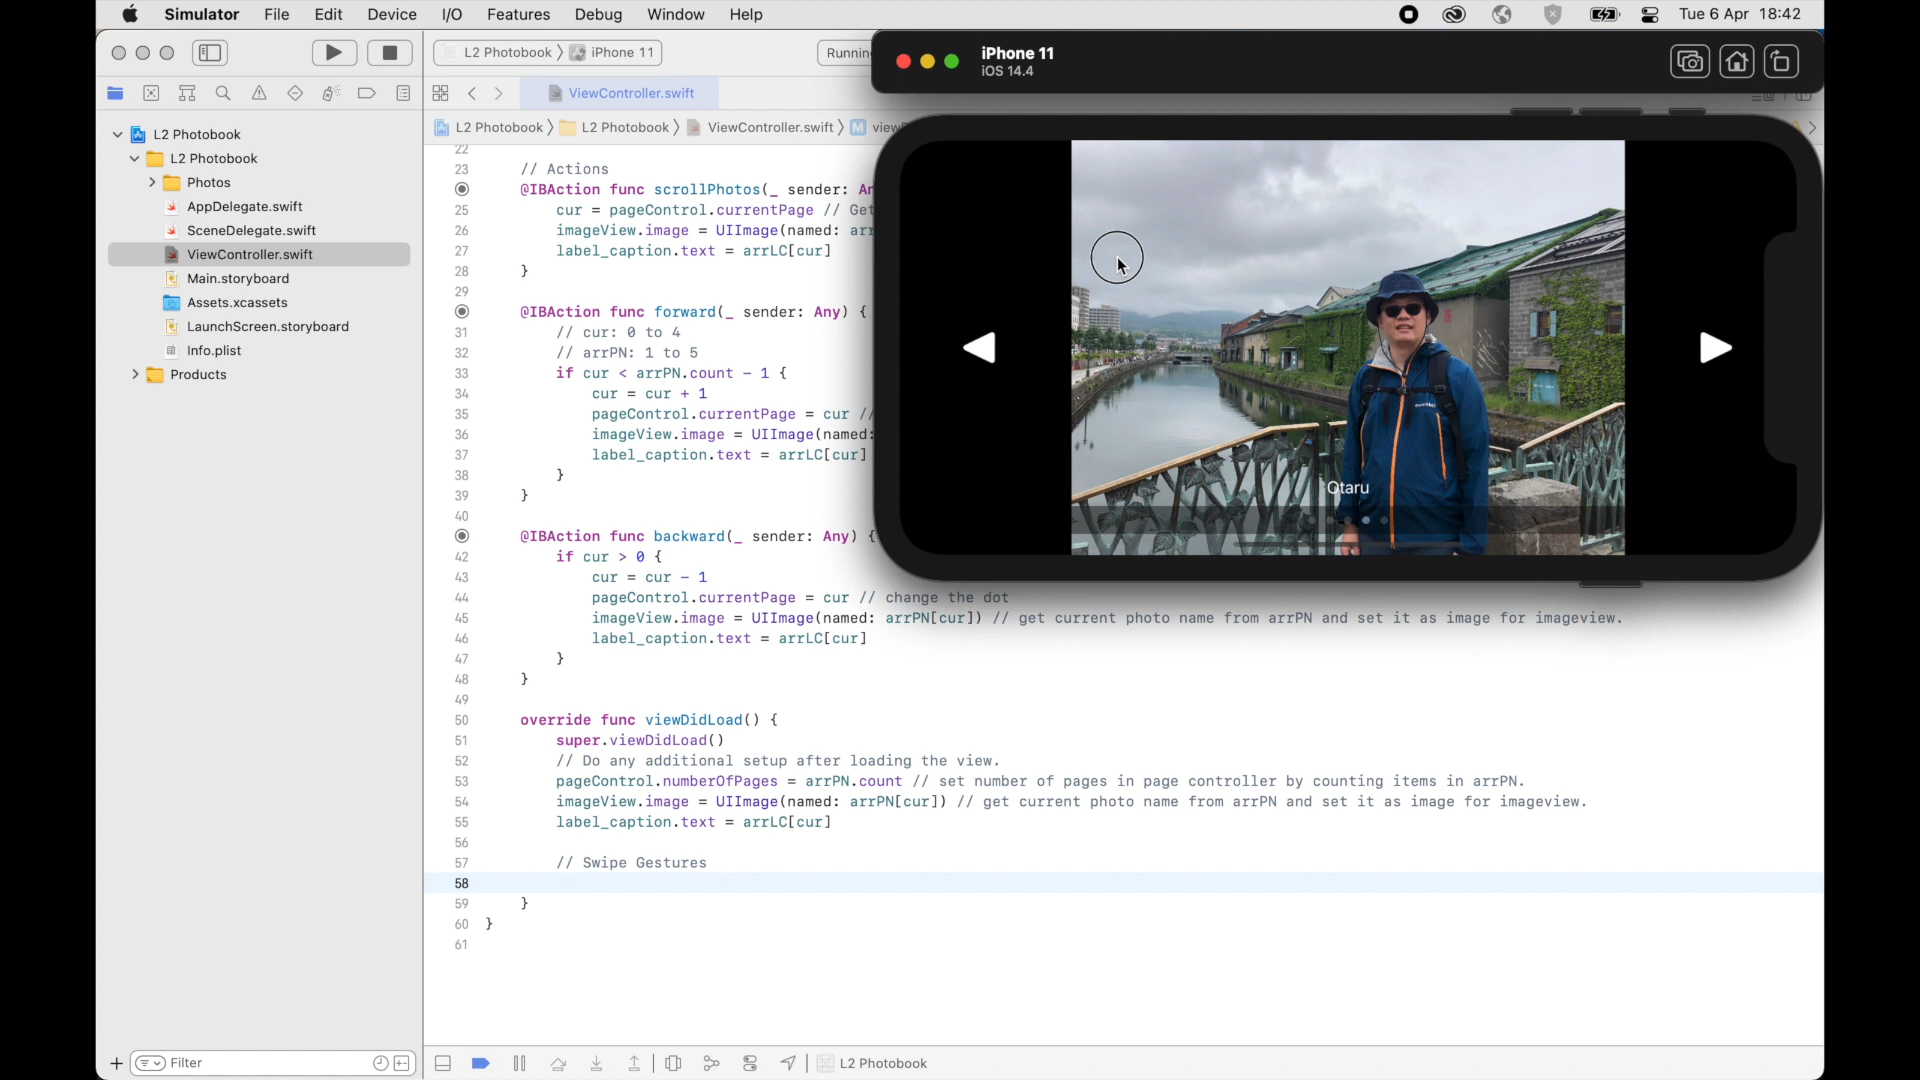 Simulator File Edit Device I/O Features Debug Window Help Tue 6 Apr 18:42
L2 Photobook iPhone 11
Running
iPhone 11
iOS 14.4
ViewController.swift
L2 Photobook
L2 Photobook
ViewController.swift
M
L2 Photobook
L2 Photobook
Photos
AppDelegate.swift
SceneDelegate.swift
ViewController.swift
Main.storyboard
Assets.xcassets
LaunchScreen.storyboard
Info.plist
Products
Filter
22
23 // Actions
@IBAction func scrollPhotos(_ sender:
25 cur = pageControl.currentPage //
26 imageView.image = UIImage(named:
27 label_caption.text = arrLC[cur]
28 }
29
@IBAction func forward(_ sender: Any) {
31 // cur: 0 to 4
32 // arrPN: 1 to 5
33 if cur < arrPN.count - 1 {
34 cur = cur + 1
35 pageControl.currentPage = cur //
36 imageView.image = UIImage(named:
37 label_caption.text = arrLC[cur]
38 }
39 }
40
@IBAction func backward(_ sender: Any) {
42 if cur > 0 {
43 cur = cur - 1
44 pageControl.currentPage = cur // change the dot
45 imageView.image = UIImage(named: arrPN[cur]) // get current photo name from arrPN and set it as image for imageview.
46 label_caption.text = arrLC[cur]
47 }
48 }
49
50 override func viewDidLoad() {
51 super.viewDidLoad()
52 // Do any additional setup after loading the view.
53 pageControl.numberOfPages = arrPN.count // set number of pages in page controller by counting items in arrPN.
54 imageView.image = UIImage(named: arrPN[cur]) // get current photo name from arrPN and set it as image for imageview.
55 label_caption.text = arrLC[cur]
56
57 // Swipe Gestures
58
59 }
60 }
61
Otaru
L2 Photobook